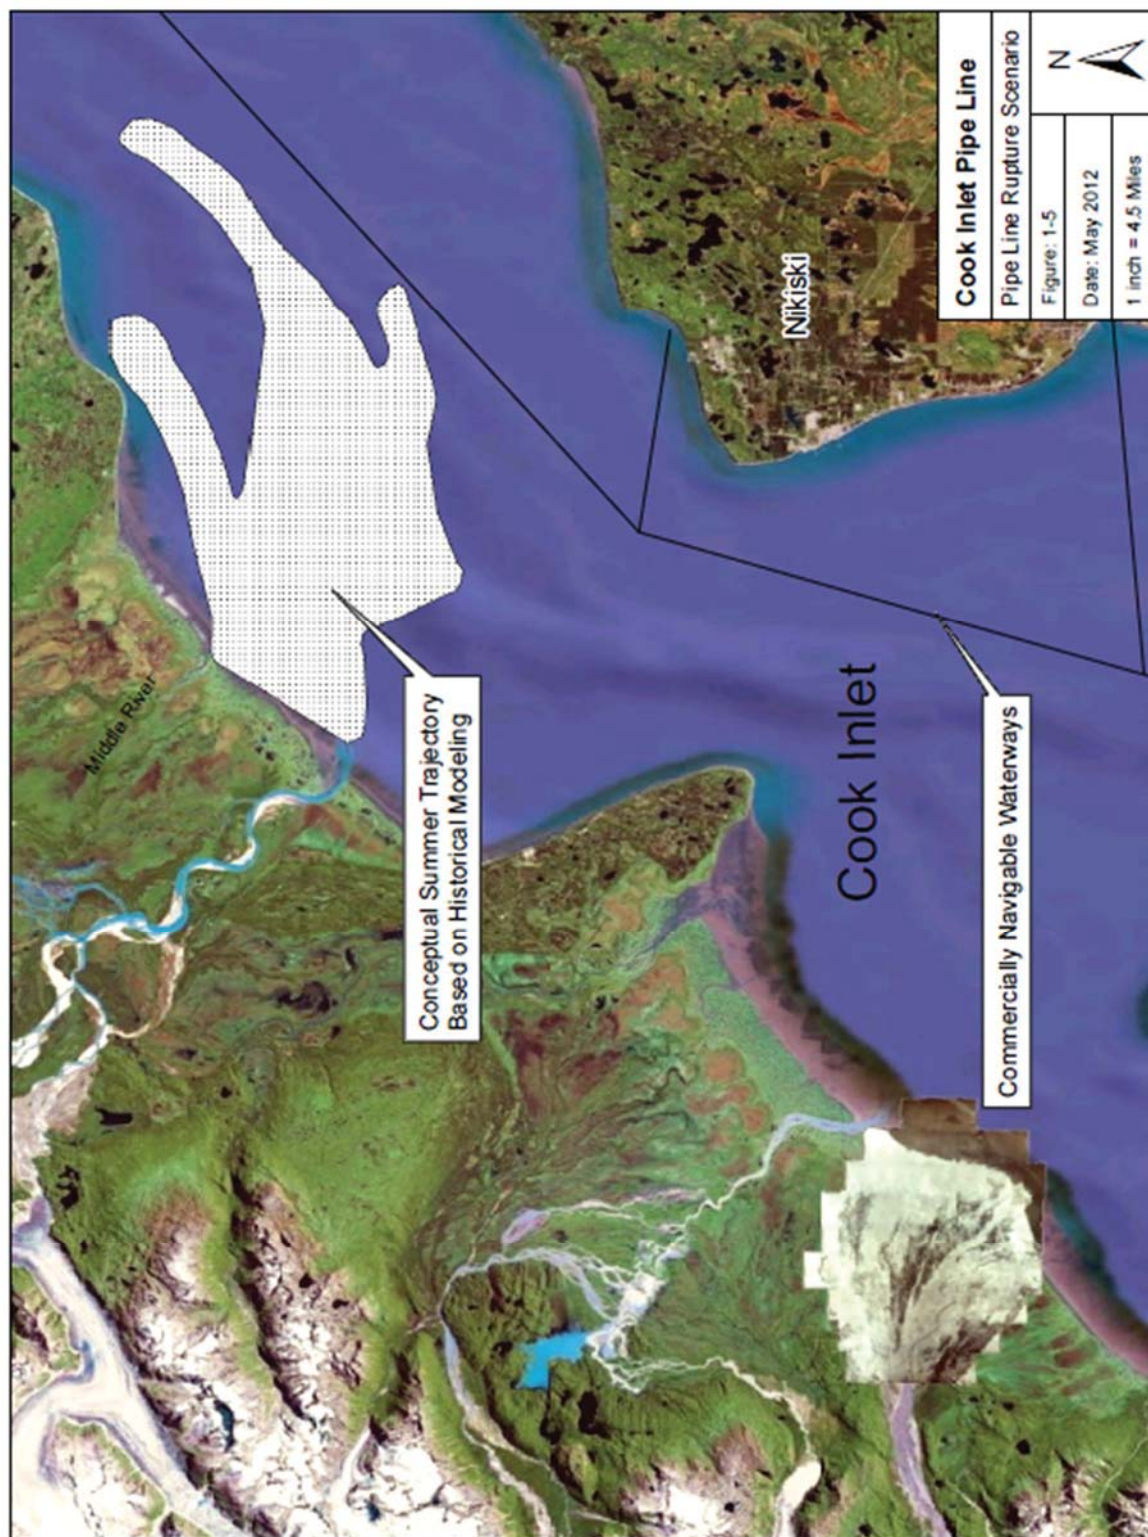 Middle River
Conceptual Summer Trajectory
Based on Historical Modeling
Nikiski
Cook Inlet
Commercially Navigable Waterways
Cook Inlet Pipe Line
Pipe Line Rupture Scenario
Figure: 1-5
Date: May 2012
1 inch = 4.5 Miles
N